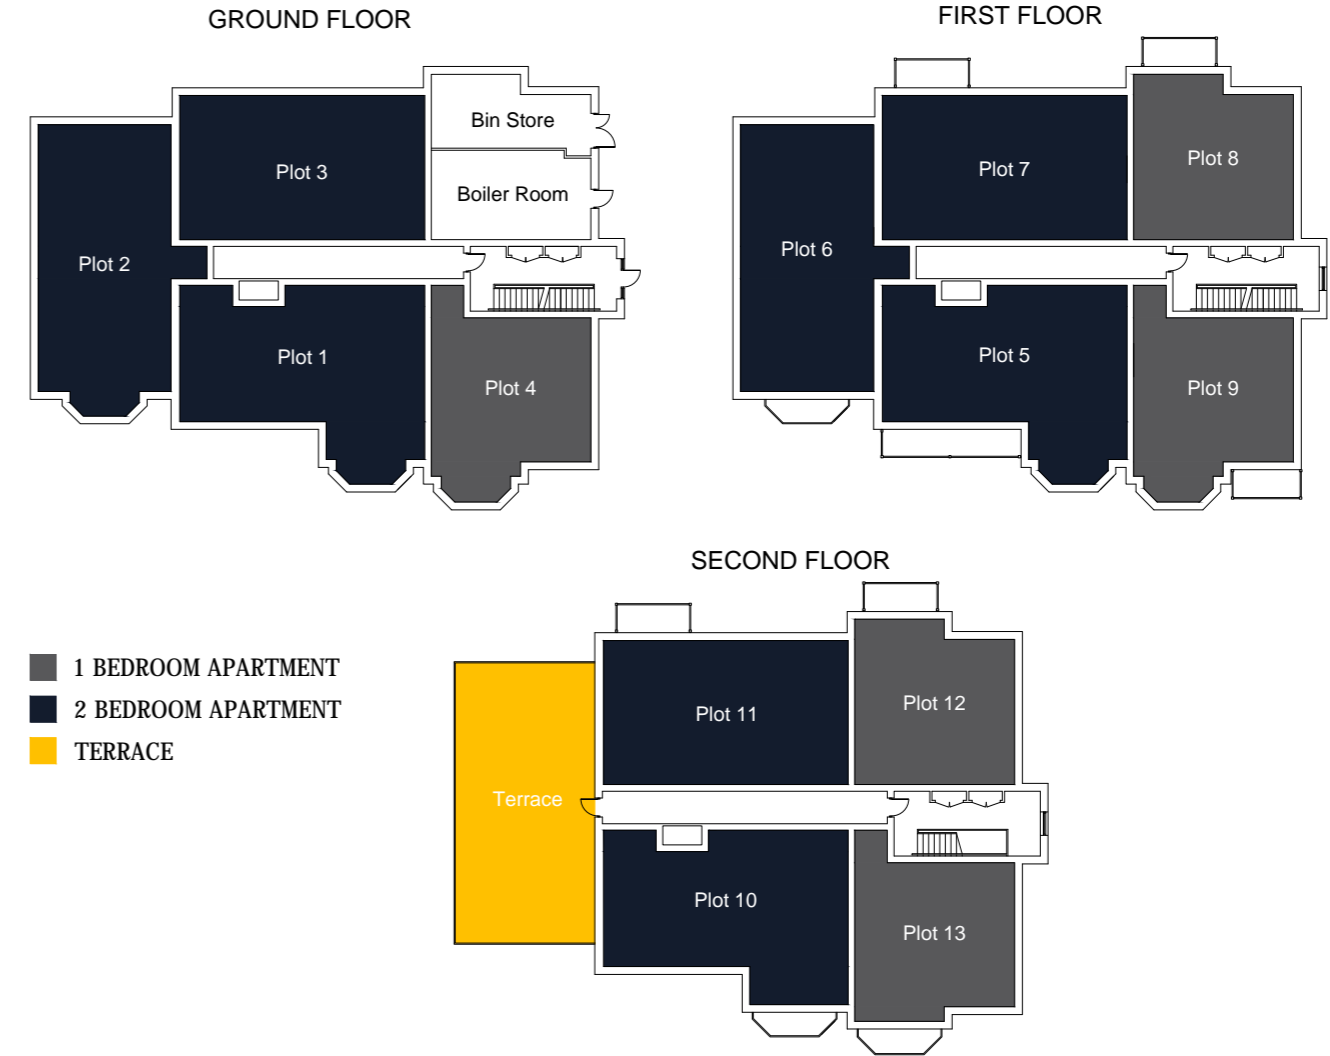 GROUND FLOOR
Bin Store
Plot 3
Boiler Room
Plot 2
Plot 1
Plot 4
FIRST FLOOR
Plot 8
Plot 7
Plot 6
Plot 5
Plot 9
SECOND FLOOR
1 BEDROOM APARTMENT
2 BEDROOM APARTMENT
TERRACE
Plot 12
Plot 11
Terrace
Plot 10
Plot 13